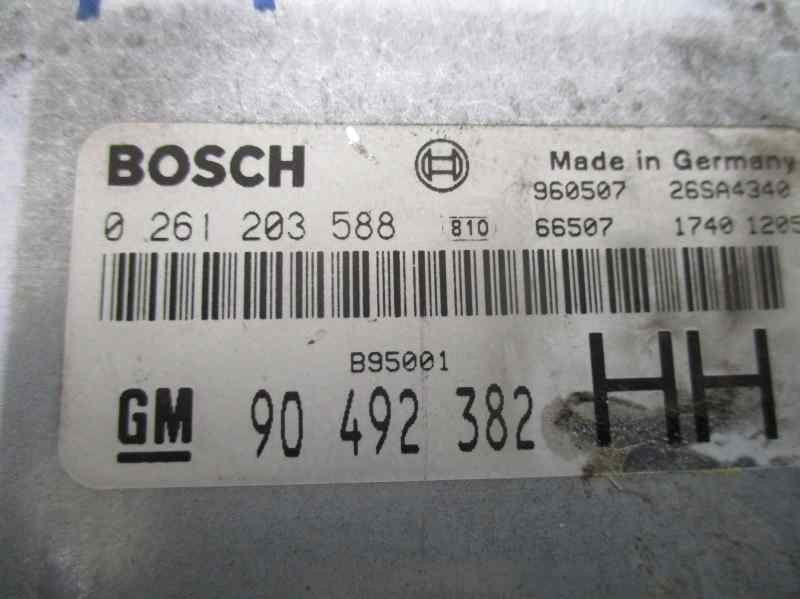 BOSCH Made in Germany
960507 26SA4340
0 261 203 588 810 66507 1740 1205
B95001
GM 90 492 382 HH